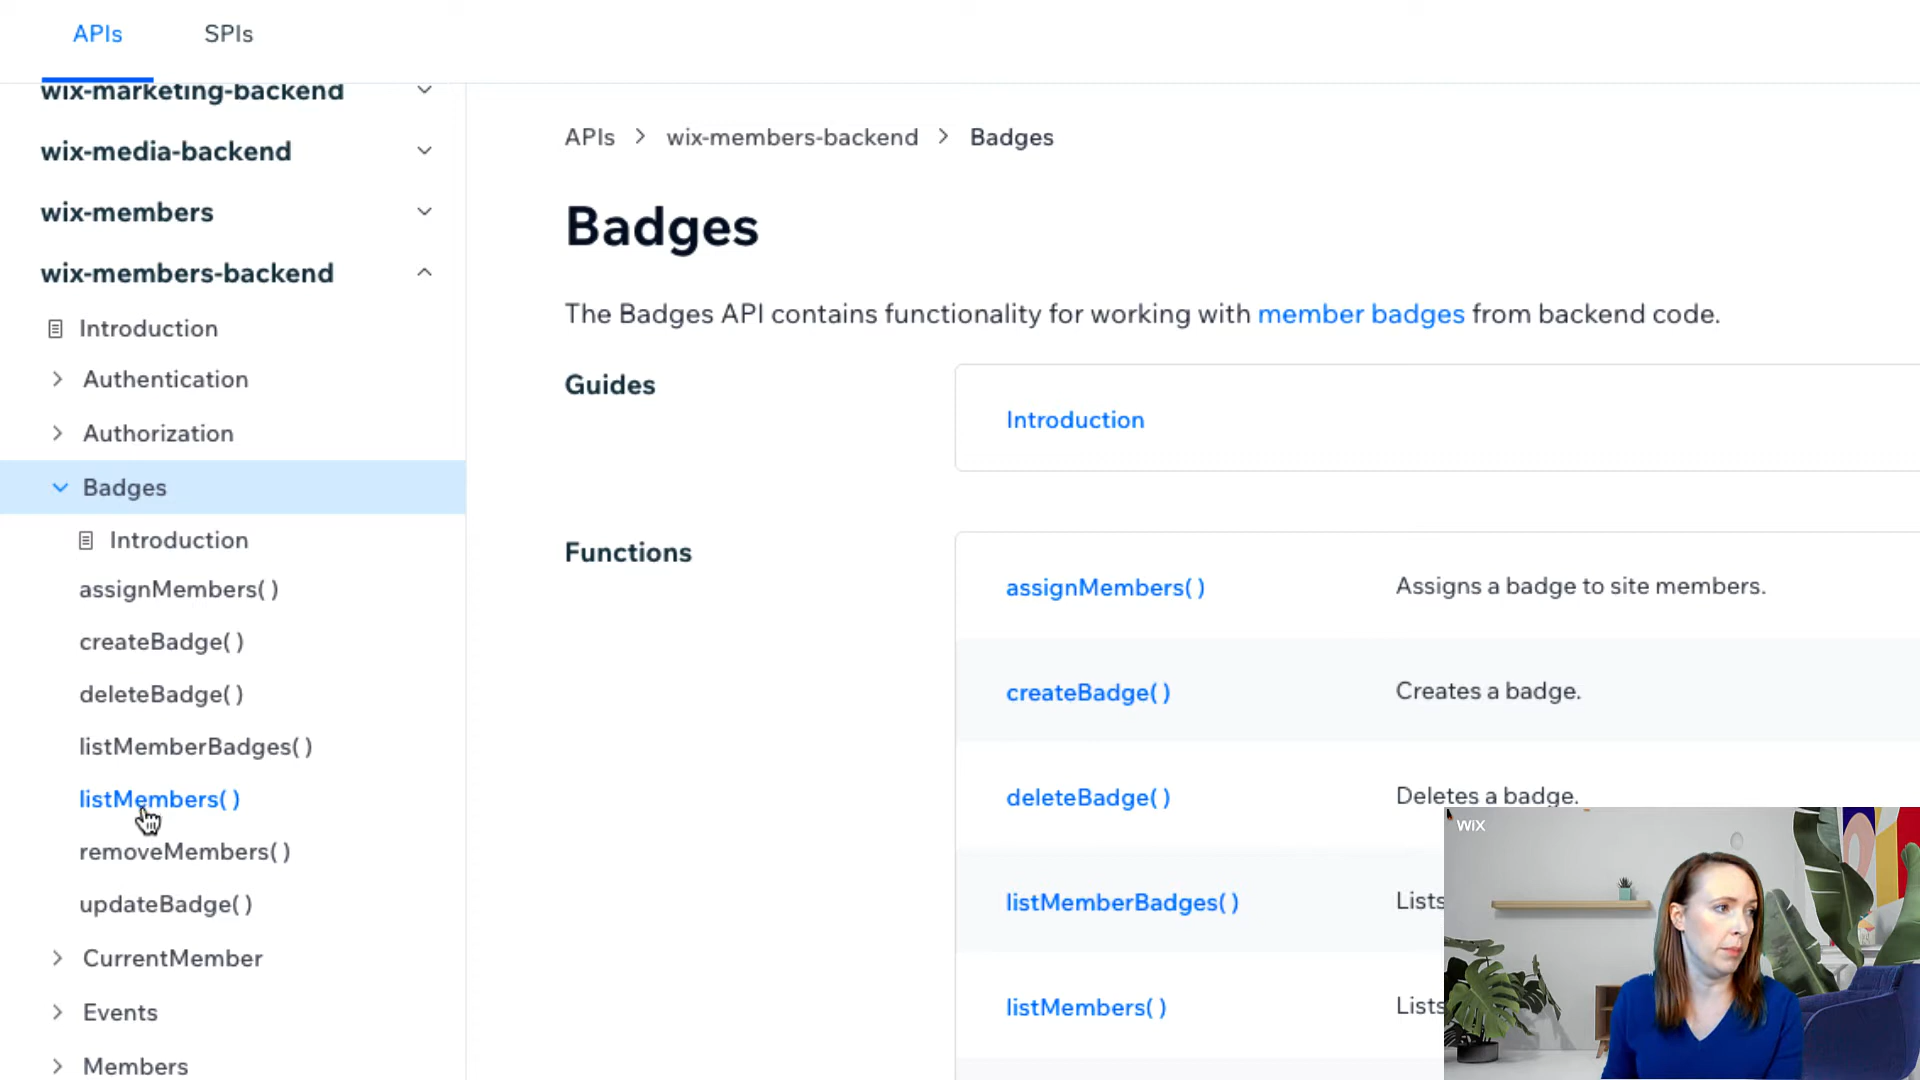 APIs
SPIs
wix-marketing-backend
wix-media-backend
wix-members
wix-members-backend
Introduction
Authentication
Authorization
Badges
Introduction
assignMembers( )
createBadge( )
deleteBadge( )
listMemberBadges( )
listMembers( )
removeMembers( )
updateBadge( )
CurrentMember
Events
Members
APIs > wix-members-backend > Badges
Badges
The Badges API contains functionality for working with member badges from backend code.
Guides
Introduction
Functions
assignMembers( ) Assigns a badge to site members.
createBadge( ) Creates a badge.
deleteBadge( ) Deletes a badge.
listMemberBadges( ) Lists
listMembers( ) Lists
WIX